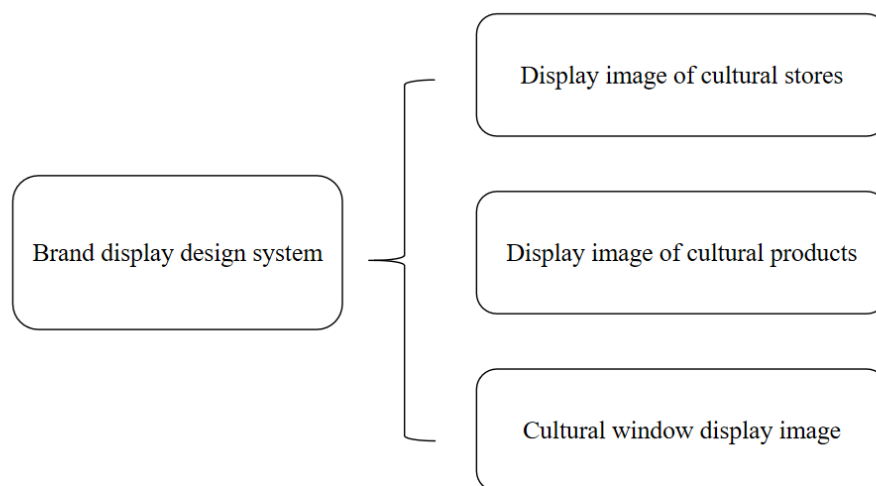 Display image of cultural stores
Brand display design system
Display image of cultural products
Cultural window display image